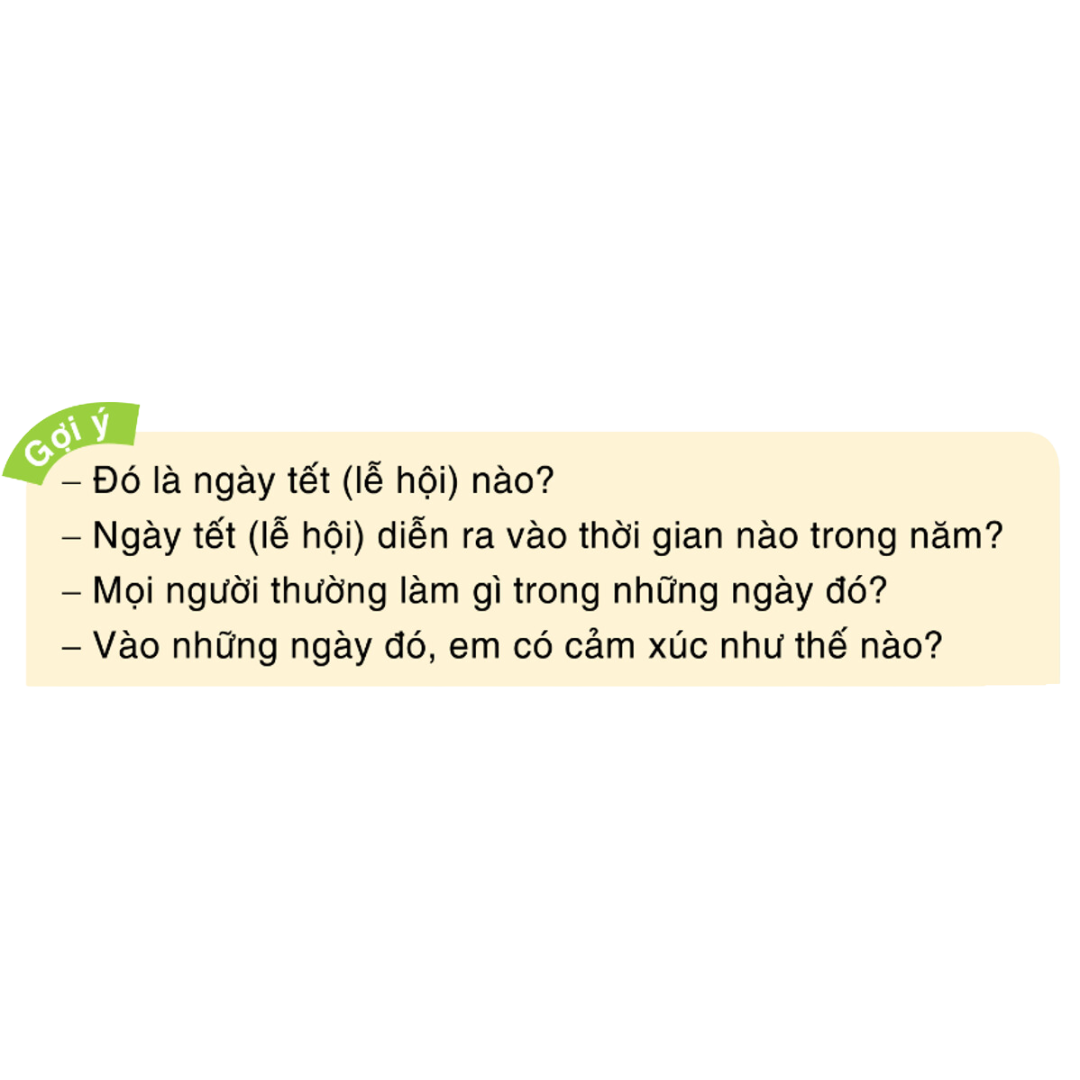 Gợi ý
– Đó là ngày tết (lễ hội) nào?
– Ngày tết (lễ hội) diễn ra vào thời gian nào trong năm?
– Mọi người thường làm gì trong những ngày đó?
– Vào những ngày đó, em có cảm xúc như thế nào?